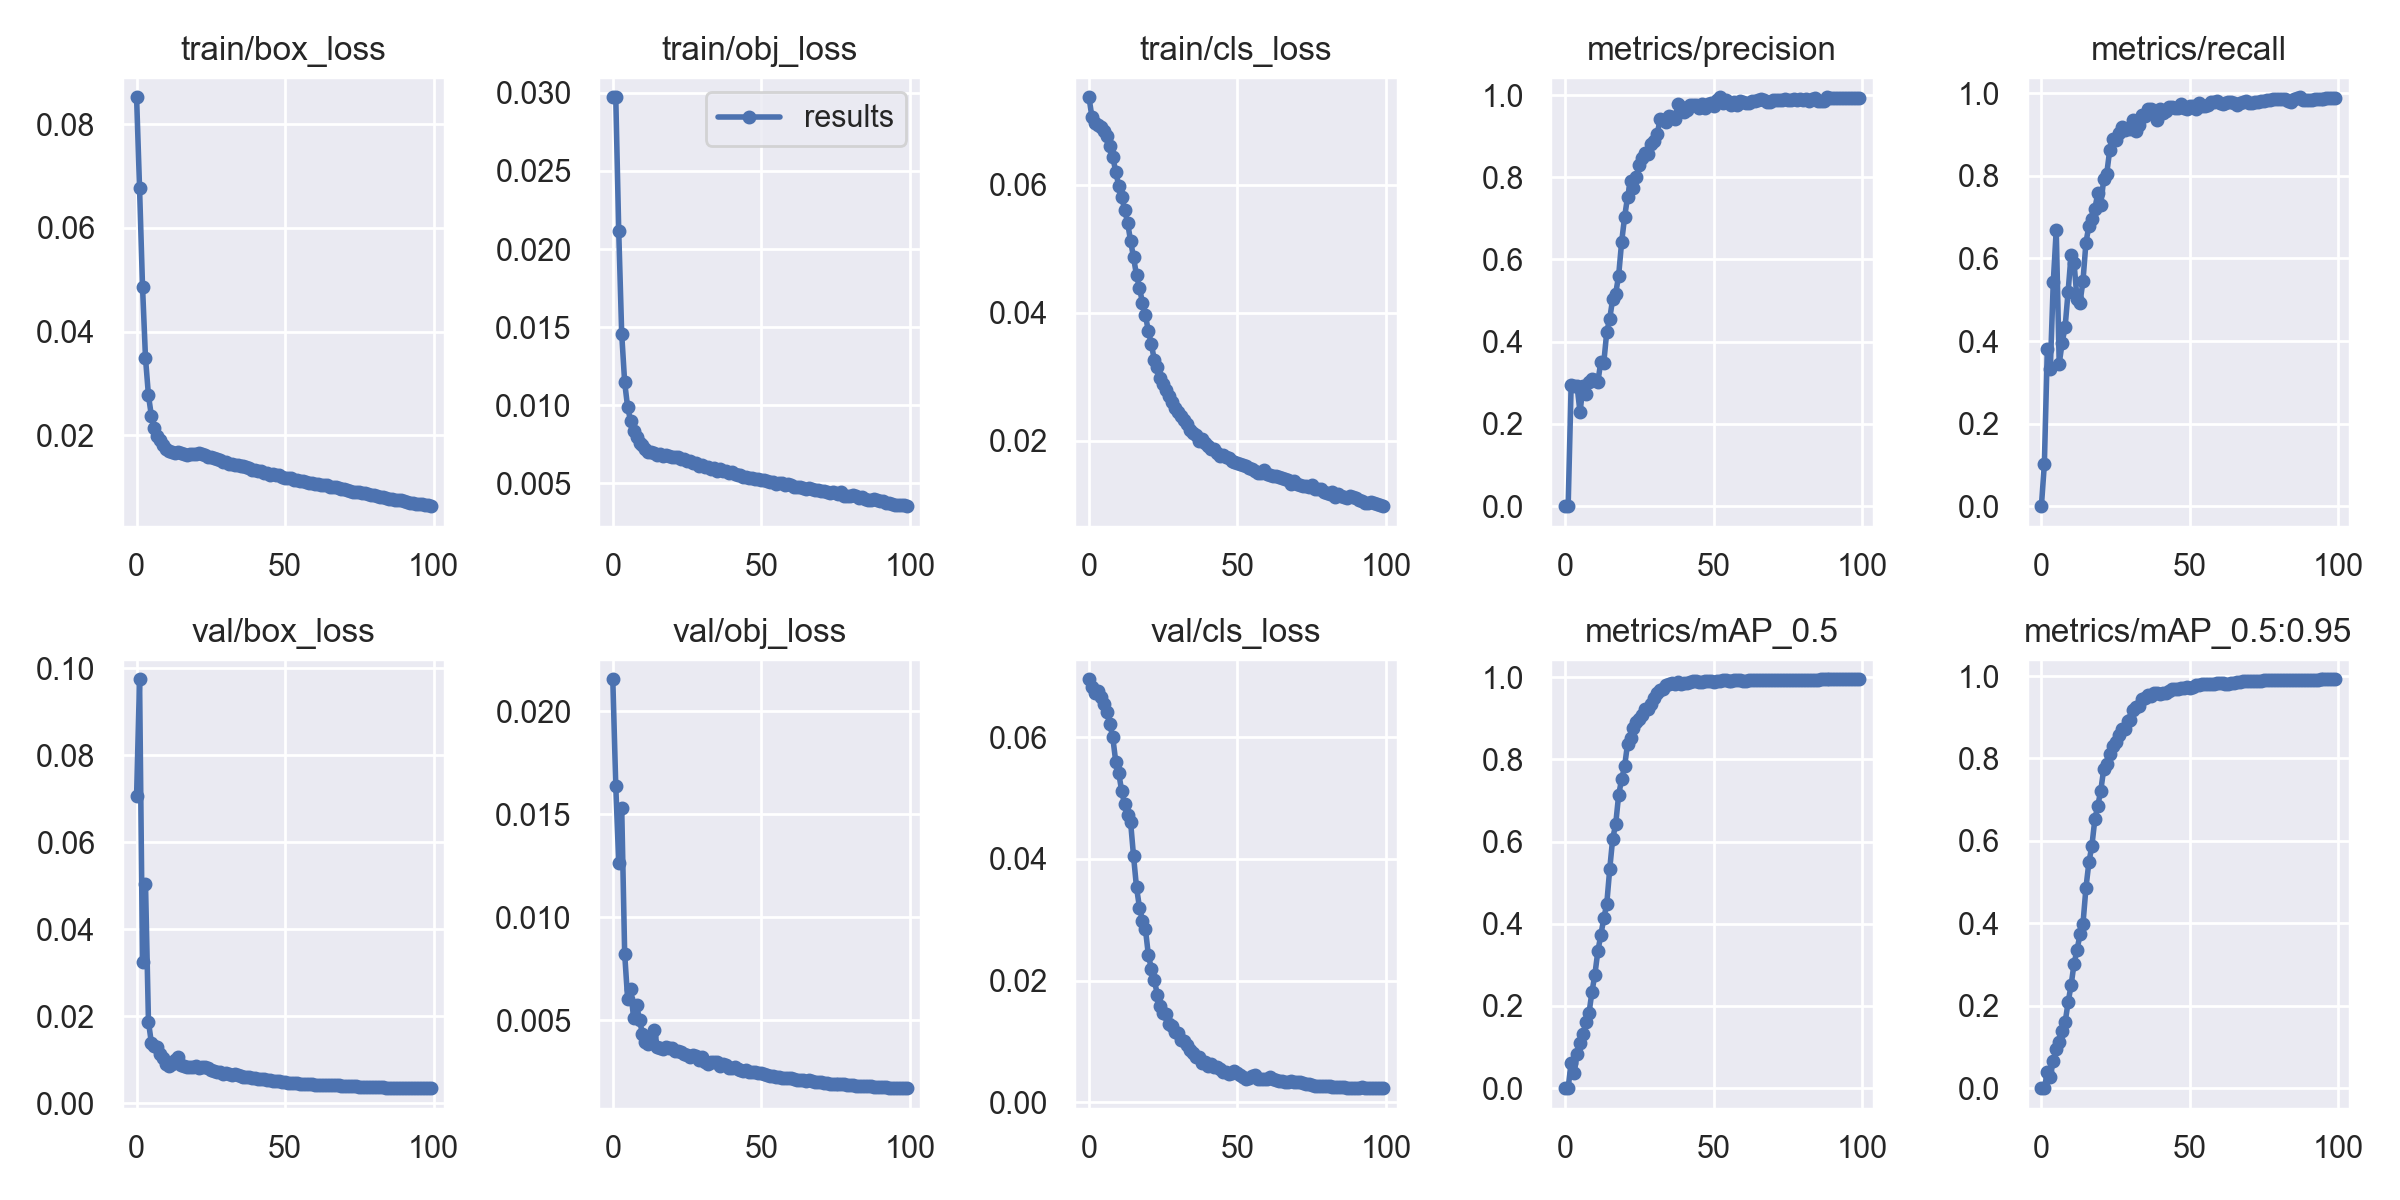 train/box_loss
train/obj_loss
train/cls_loss
metrics/precision
metrics/recall
0.08
0.06
0.04
0.02
0 50 100
0.030
0.025
0.020
0.015
0.010
0.005
results
0 50 100
0.06
0.04
0.02
0 50 100
1.0
0.8
0.6
0.4
0.2
0.0
0 50 100
1.0
0.8
0.6
0.4
0.2
0.0
0 50 100
val/box_loss
val/obj_loss
val/cls_loss
metrics/mAP_0.5
metrics/mAP_0.5:0.95
0.10
0.08
0.06
0.04
0.02
0.00
0 50 100
0.020
0.015
0.010
0.005
0 50 100
0.06
0.04
0.02
0.00
0 50 100
1.0
0.8
0.6
0.4
0.2
0.0
0 50 100
1.0
0.8
0.6
0.4
0.2
0.0
0 50 100